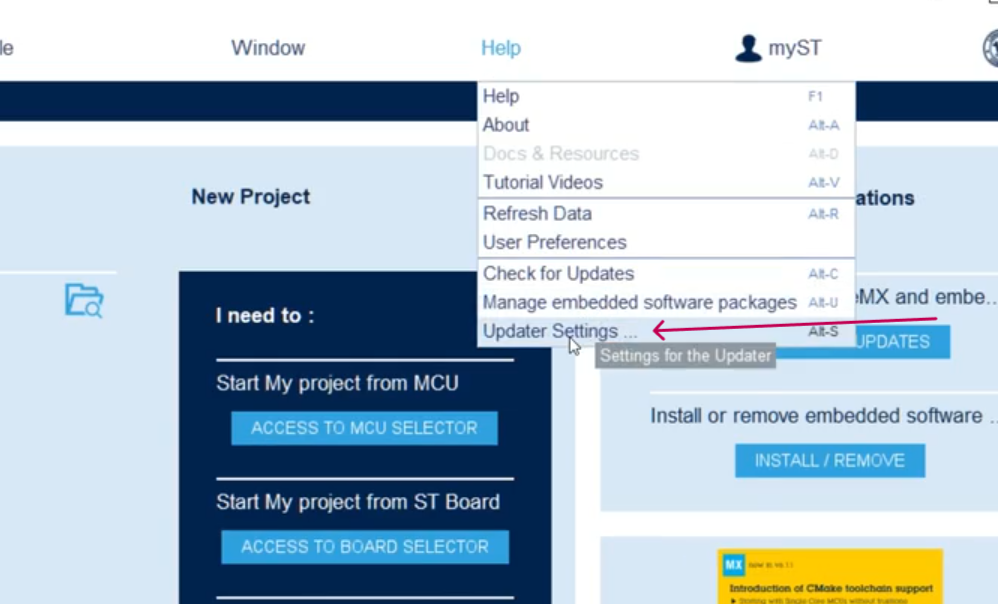 le
Window
Help
myST
Help F1
About Alt-A
Docs & Resources Alt-D
Tutorial Videos Alt-V
Refresh Data Alt-R
User Preferences
Check for Updates Alt-C
Manage embedded software packages Alt-U
Updater Settings ... Alt-S
Settings for the Updater
New Project
I need to :
Start My project from MCU
ACCESS TO MCU SELECTOR
Start My project from ST Board
ACCESS TO BOARD SELECTOR
ations
eMX and embe...
UPDATES
Install or remove embedded software ..
INSTALL / REMOVE
MX
Introduction of CMake toolchain support